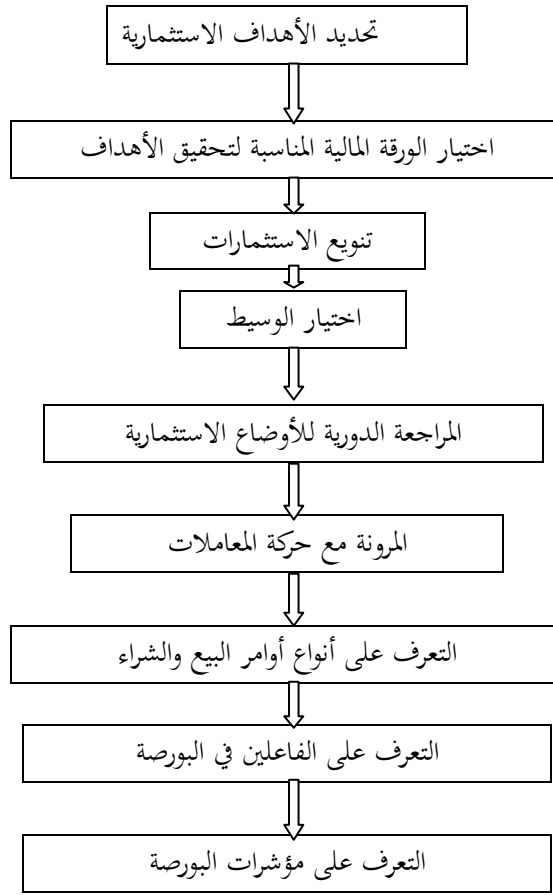 تحديد الأهداف الاستثمارية
اختيار الورقة المالية المناسبة لتحقيق الأهداف
تنويع الاستثمارات
اختيار الوسيط
المراجعة الدورية للأوضاع الاستثمارية
المرونة مع حركة المعاملات
التعرف على أنواع أوامر البيع والشراء
التعرف على الفاعلين في البورصة
التعرف على مؤشرات البورصة